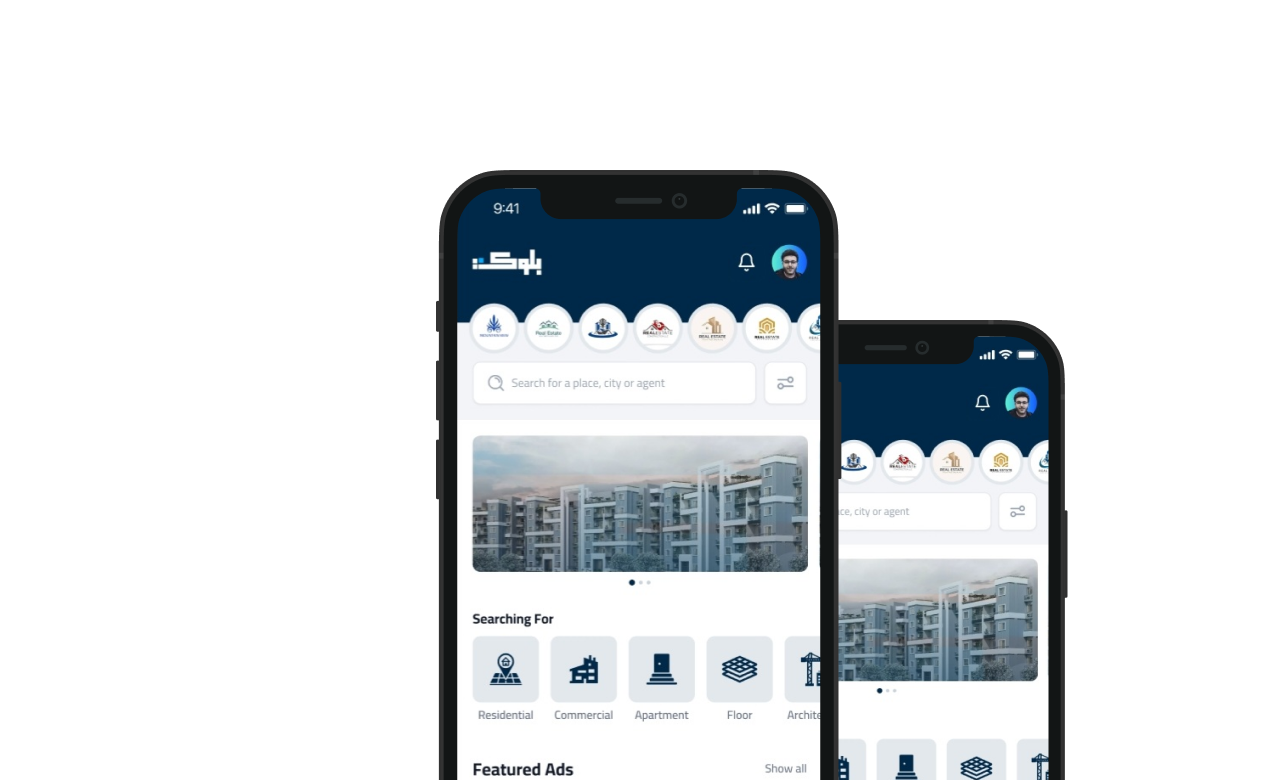 9:41
بلوك
Real Estate
REAL ESTATE
REAL ESTATE
REAL ESTATE
Search for a place, city or agent
Searching For
Residential
Commercial
Apartment
Floor
Archite
Featured Ads
Show all
REAL ESTATE
REAL ESTATE
REAL ESTATE
ce, city or agent